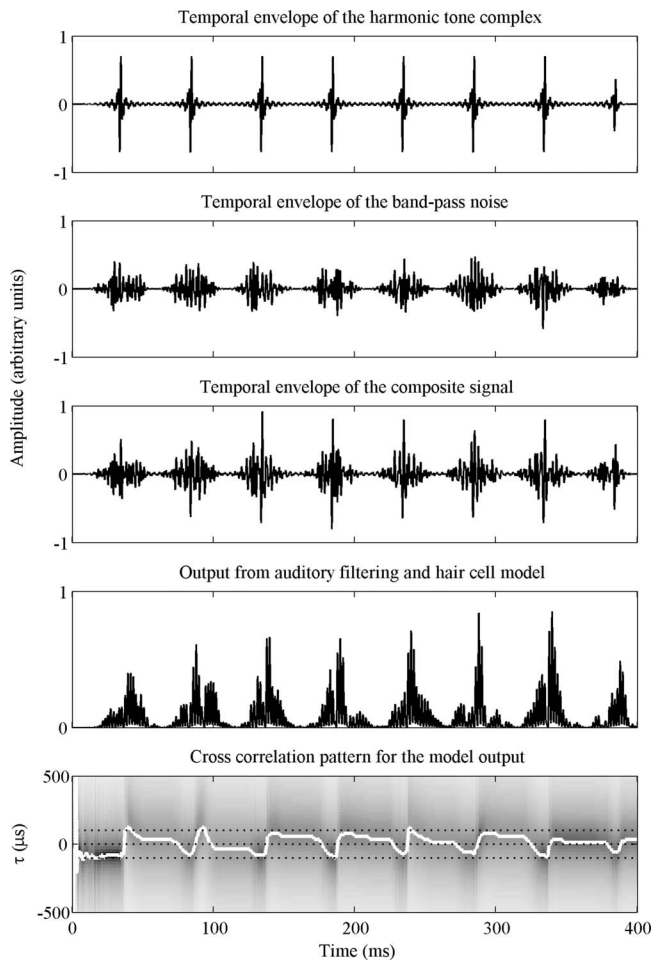 Temporal envelope of the harmonic tone complex
1
0
-1
Temporal envelope of the band-pass noise
1
0
-1
Amplitude (arbitrary units)
Temporal envelope of the composite signal
1
0
-1
Output from auditory filtering and hair cell model
1
0
Cross correlation pattern for the model output
500
τ (μs)
0
-500
0 100 200 300 400
Time (ms)